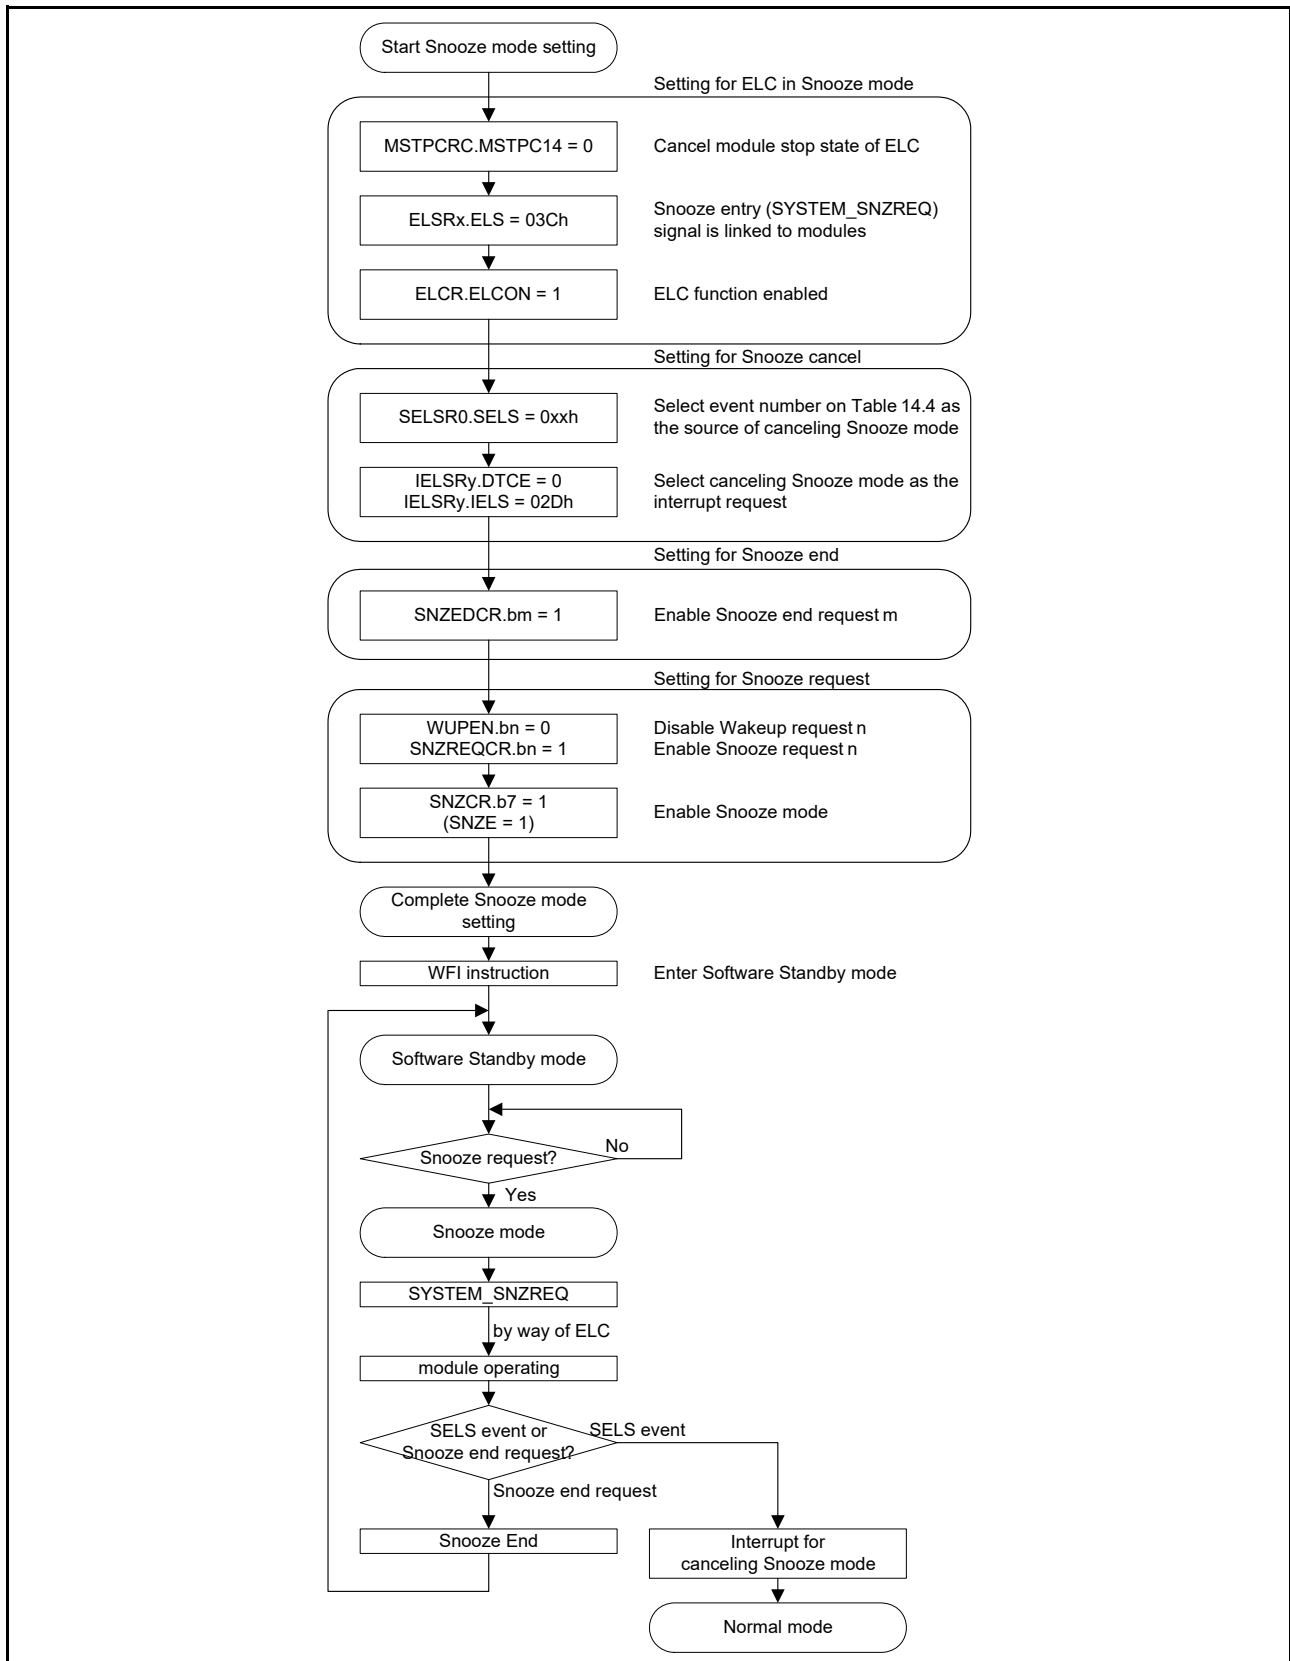 Start Snooze mode setting
Setting for ELC in Snooze mode
MSTPCRC.MSTPC14 = 0
Cancel module stop state of ELC
ELSRx.ELS = 03Ch
Snooze entry (SYSTEM_SNZREQ)
signal is linked to modules
ELCR.ELCON = 1
ELC function enabled
Setting for Snooze cancel
SELSR0.SELS = 0xxh
Select event number on Table 14.4 as
the source of canceling Snooze mode
IELSRy.DTCE = 0
IELSRy.IELS = 02Dh
Select canceling Snooze mode as the
interrupt request
Setting for Snooze end
SNZEDCR.bm = 1
Enable Snooze end request m
Setting for Snooze request
WUPEN.bn = 0
SNZREQCR.bn = 1
Disable Wakeup request n
Enable Snooze request n
SNZCR.b7 = 1
(SNZE = 1)
Enable Snooze mode
Complete Snooze mode
setting
WFI instruction
Enter Software Standby mode
Software Standby mode
Snooze request?
No
Yes
Snooze mode
SYSTEM_SNZREQ
by way of ELC
module operating
SELS event or
Snooze end request?
SELS event
Snooze end request
Snooze End
Interrupt for
canceling Snooze mode
Normal mode